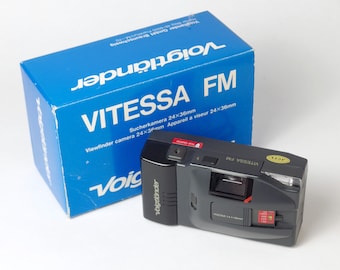 Voigtländer
VITESSA FM
Sucherkamera 24×36mm
Viewfinder camera 24×36mm Appareil à viseur 24×36mm
Voigtländer
VITESSA FM
Voigtländer